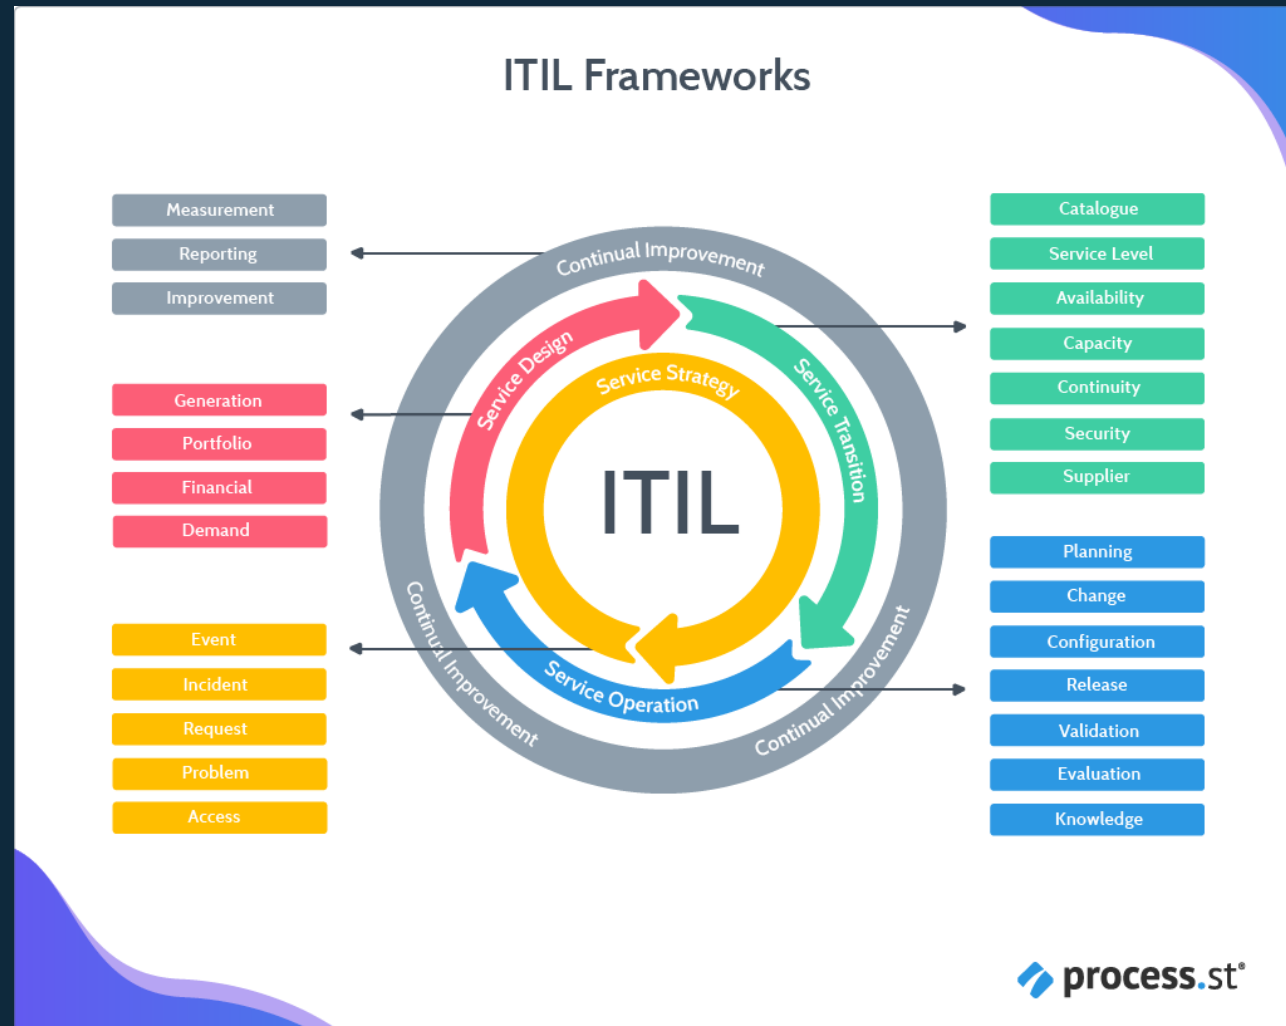 ITIL Frameworks
Measurement
Reporting
Improvement
Generation
Portfolio
Financial
Demand
Event
Incident
Request
Problem
Access
Continual Improvement
Service Design
Service Strategy
Service Transition
ITIL
Service Operation
Continual Improvement
Continual Improvement
Catalogue
Service Level
Availability
Capacity
Continuity
Security
Supplier
Planning
Change
Configuration
Release
Validation
Evaluation
Knowledge
process.st®